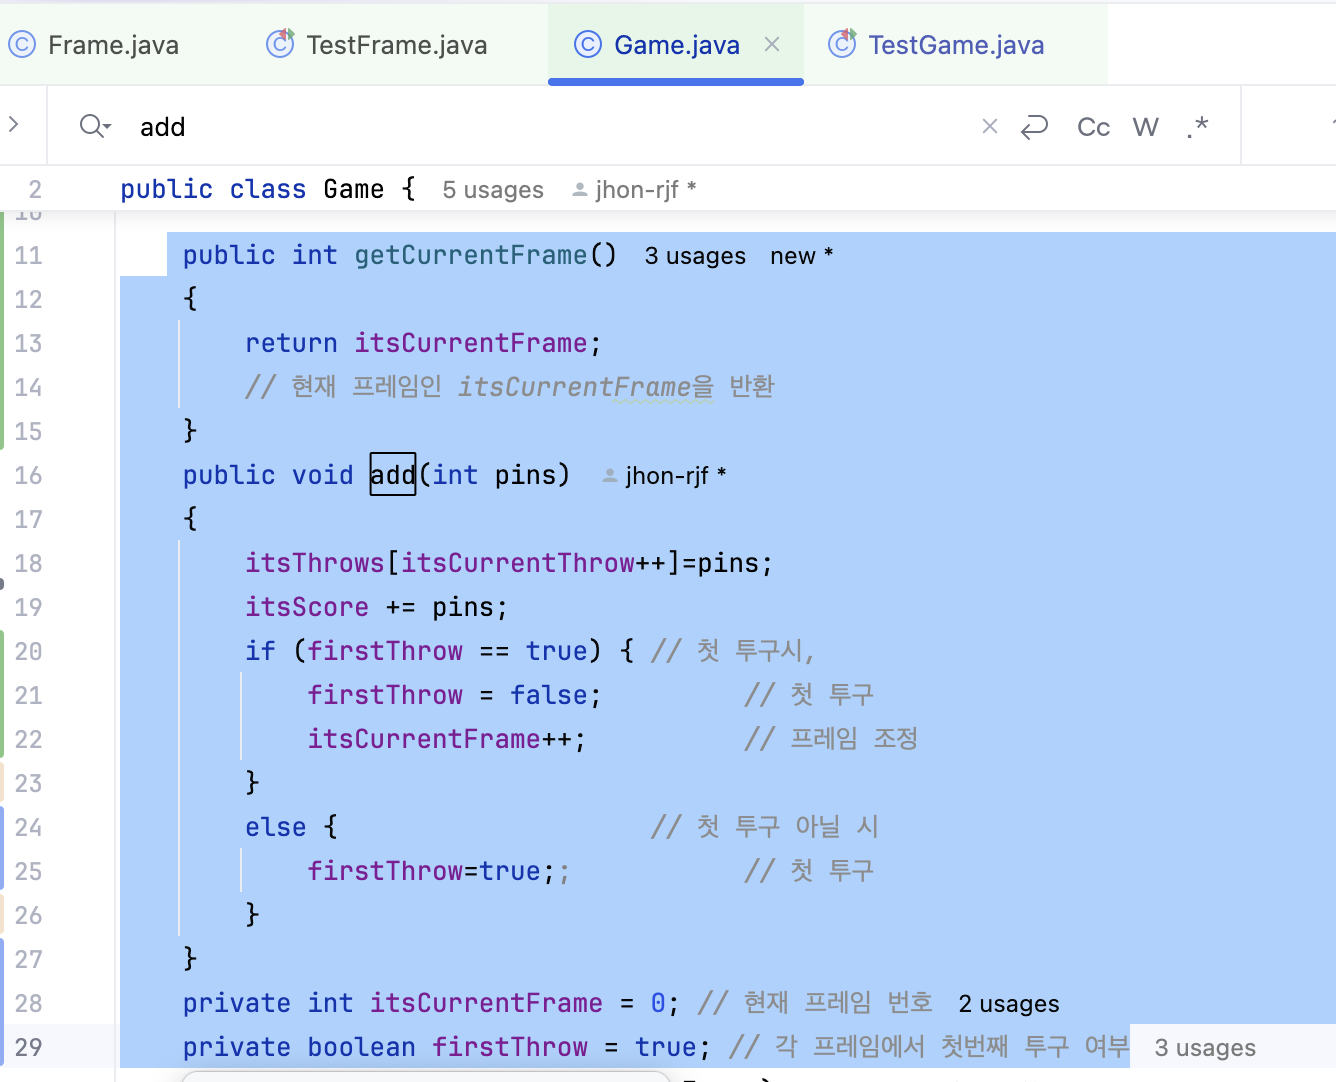 Frame.java TestFrame.java Game.java TestGame.java
add Cc W .*
2 public class Game { 5 usages jhon-rjf *
11 public int getCurrentFrame() 3 usages new *
12 {
13 return itsCurrentFrame;
14 // 현재 프레임인 itsCurrentFrame을 반환
15 }
16 public void add(int pins) jhon-rjf *
17 {
18 itsThrows[itsCurrentThrow++]=pins;
19 itsScore += pins;
20 if (firstThrow == true) { // 첫 투구시,
21 firstThrow = false; // 첫 투구
22 itsCurrentFrame++; // 프레임 조정
23 }
24 else { // 첫 투구 아닐 시
25 firstThrow=true;; // 첫 투구
26 }
27 }
28 private int itsCurrentFrame = 0; // 현재 프레임 번호 2 usages
29 private boolean firstThrow = true; // 각 프레임에서 첫번째 투구 여부 3 usages